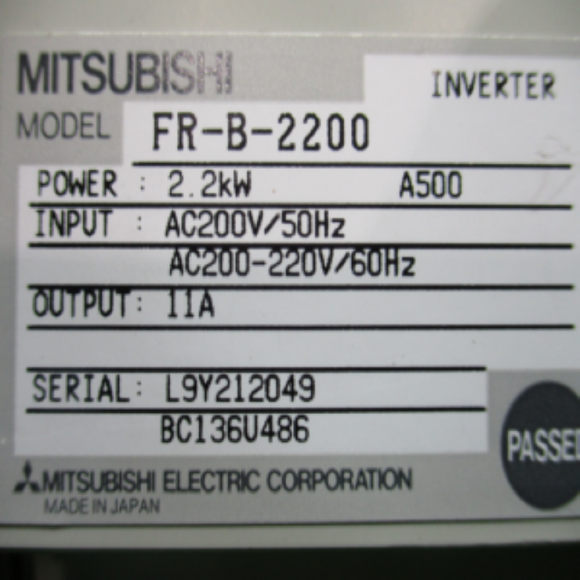 MITSUBISHI
INVERTER
MODEL FR-B-2200
POWER : 2.2kW A500
INPUT : AC200V/50Hz
AC200-220V/60Hz
OUTPUT: 11A
SERIAL: L9Y212049
BC136U486
PASSED
MITSUBISHI ELECTRIC CORPORATION
MADE IN JAPAN